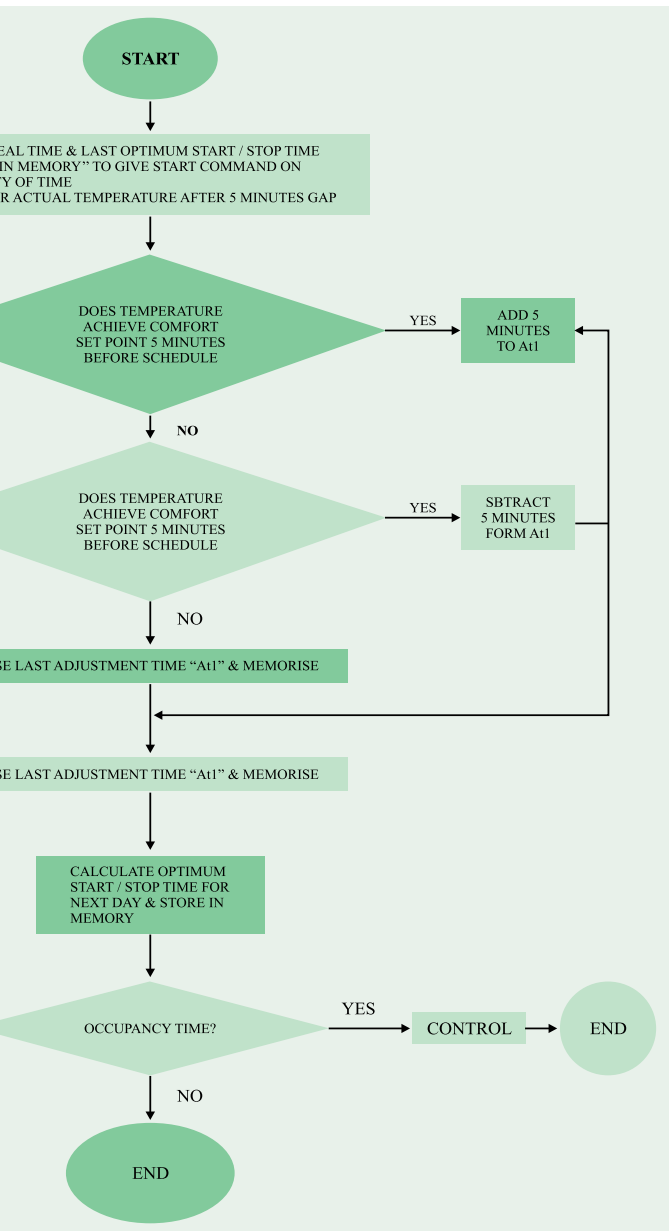 START
EAL TIME & LAST OPTIMUM START / STOP TIME
IN MEMORY” TO GIVE START COMMAND ON
TY OF TIME
R ACTUAL TEMPERATURE AFTER 5 MINUTES GAP
DOES TEMPERATURE
ACHIEVE COMFORT
SET POINT 5 MINUTES
BEFORE SCHEDULE
YES
ADD 5
MINUTES
TO At1
NO
DOES TEMPERATURE
ACHIEVE COMFORT
SET POINT 5 MINUTES
BEFORE SCHEDULE
YES
SBTRACT
5 MINUTES
FORM At1
NO
SE LAST ADJUSTMENT TIME “At1” & MEMORISE
SE LAST ADJUSTMENT TIME “At1” & MEMORISE
CALCULATE OPTIMUM
START / STOP TIME FOR
NEXT DAY & STORE IN
MEMORY
OCCUPANCY TIME?
YES
CONTROL
END
NO
END